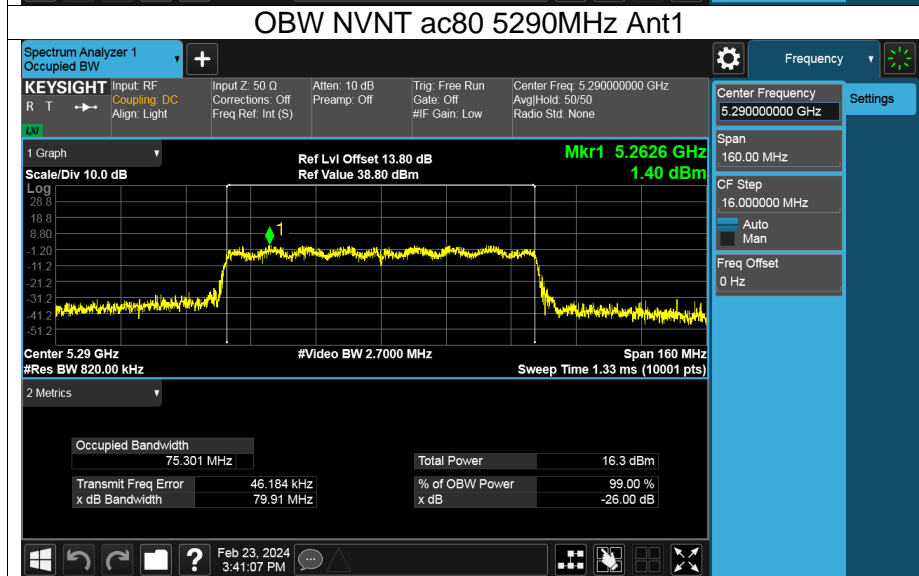 OBW NVNT ac80 5290MHz Ant1
Spectrum Analyzer 1
Occupied BW
Frequency
KEYSIGHT
R T
LXI
Input: RF
Coupling: DC
Align: Light
Input Z: 50 Ω
Corrections: Off
Freq Ref: Int (S)
Atten: 10 dB
Preamp: Off
Trig: Free Run
Gate: Off
#IF Gain: Low
Center Freq: 5.290000000 GHz
Avg|Hold: 50/50
Radio Std: None
Center Frequency
5.290000000 GHz
Settings
Span
160.00 MHz
CF Step
16.000000 MHz
Auto
Man
Freq Offset
0 Hz
1 Graph
Scale/Div 10.0 dB
Ref Lvl Offset 13.80 dB
Ref Value 38.80 dBm
Mkr1 5.2626 GHz
1.40 dBm
Log
28.8
18.8
8.80
-1.20
-11.2
-21.2
-31.2
-41.2
-51.2
1
Center 5.29 GHz
#Res BW 820.00 kHz
#Video BW 2.7000 MHz
Span 160 MHz
Sweep Time 1.33 ms (10001 pts)
2 Metrics
Occupied Bandwidth
75.301 MHz
Total Power 16.3 dBm
Transmit Freq Error 46.184 kHz
% of OBW Power 99.00 %
x dB Bandwidth 79.91 MHz
x dB -26.00 dB
?
Feb 23, 2024
3:41:07 PM